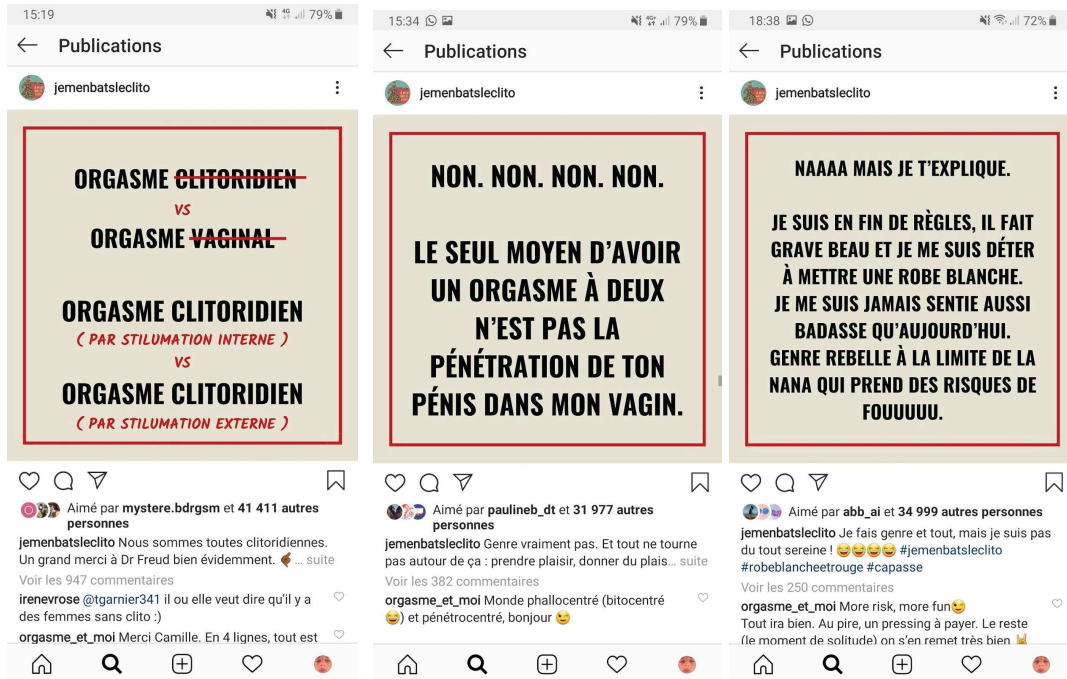 15:19
4G
79%
Publications
jemenbatsleclito
ORGASME CLITORIDIEN
VS
ORGASME VAGINAL
ORGASME CLITORIDIEN
( PAR STILUMATION INTERNE )
VS
ORGASME CLITORIDIEN
( PAR STILUMATION EXTERNE )
Aimé par mystere.bdrgsm et 41 411 autres
personnes
jemenbatsleclito Nous sommes toutes clitoridiennes.
Un grand merci à Dr Freud bien évidemment. ... suite
Voir les 947 commentaires
irenevrose @tgarnier341 il ou elle veut dire qu'il y a
des femmes sans clito :)
orgasme_et_moi Merci Camille. En 4 lignes, tout est
15:34
4G+
79%
Publications
jemenbatsleclito
NON. NON. NON. NON.
LE SEUL MOYEN D'AVOIR
UN ORGASME À DEUX
N'EST PAS LA
PÉNÉTRATION DE TON
PÉNIS DANS MON VAGIN.
Aimé par paulineb_dt et 31 977 autres
personnes
jemenbatsleclito Genre vraiment pas. Et tout ne tourne
pas autour de ça : prendre plaisir, donner du plais... suite
Voir les 382 commentaires
orgasme_et_moi Monde phallocentré (bitocentré
😂) et pénétrocentré, bonjour 😉
18:38
72%
Publications
jemenbatsleclito
NAAAA MAIS JE T'EXPLIQUE.
JE SUIS EN FIN DE RÈGLES, IL FAIT
GRAVE BEAU ET JE ME SUIS DÉTER
À METTRE UNE ROBE BLANCHE.
JE ME SUIS JAMAIS SENTIE AUSSI
BADASSE QU'AUJOURD'HUI.
GENRE REBELLE À LA LIMITE DE LA
NANA QUI PREND DES RISQUES DE
FOUUUUU.
Aimé par abb_ai et 34 999 autres personnes
jemenbatsleclito Je fais genre et tout, mais je suis pas
du tout sereine ! 😂😂😂😂 #jemenbatsleclito
#robeblancheetrouge #capasse
Voir les 250 commentaires
orgasme_et_moi More risk, more fun😉
Tout ira bien. Au pire, un pressing à payer. Le reste
(le moment de solitude) on s'en remet très bien 🤘